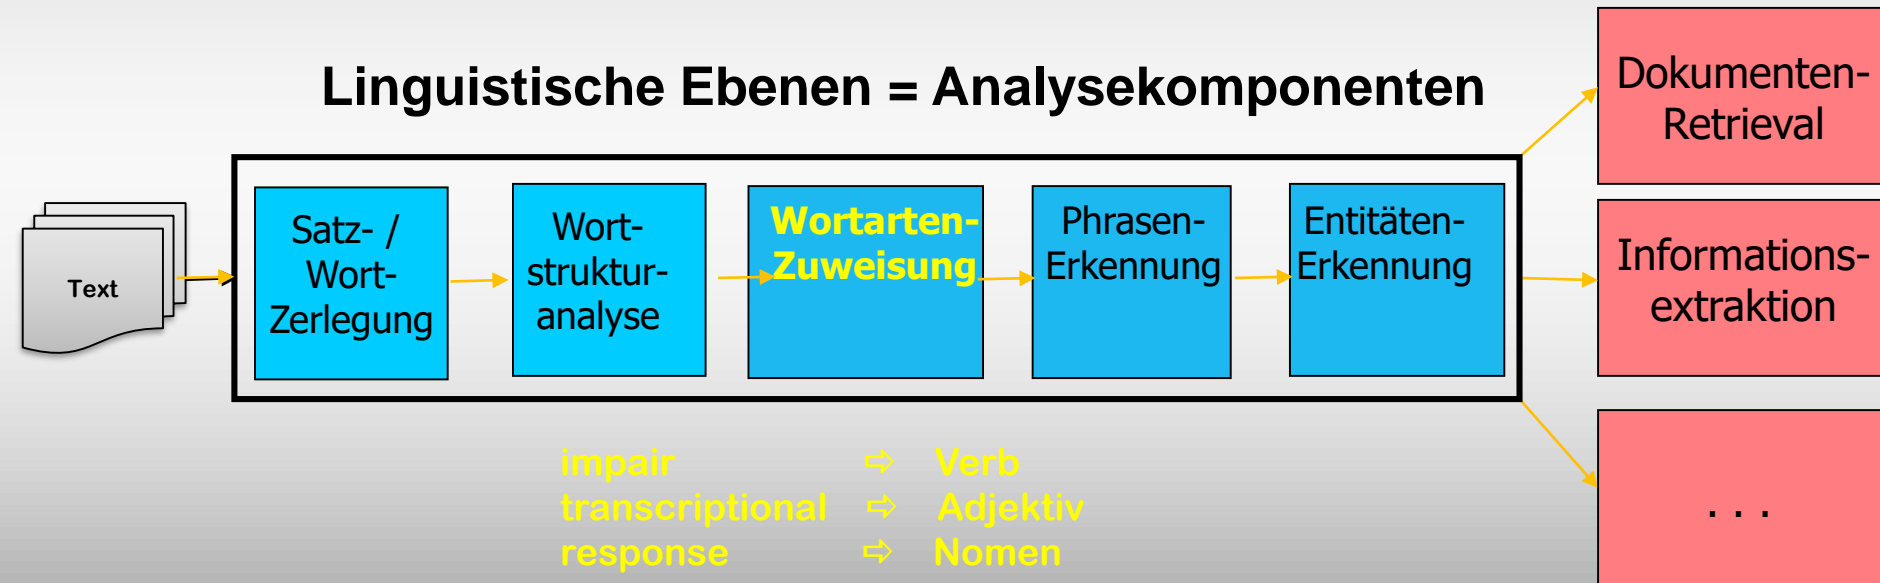 Linguistische Ebenen = Analysekomponenten
Text
Satz- /
Wort-
Zerlegung
Wort-
struktur-
analyse
Wortarten-
Zuweisung
Phrasen-
Erkennung
Entitäten-
Erkennung
Dokumenten-
Retrieval
Informations-
extraktion
. . .
impair ⇨ Verb
transcriptional ⇨ Adjektiv
response ⇨ Nomen